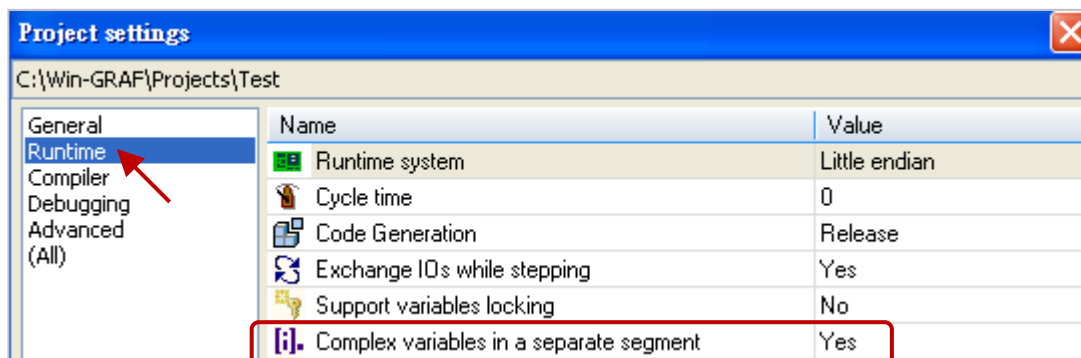 Project settings
C:\Win-GRAF\Projects\Test
General
Runtime
Compiler
Debugging
Advanced
(All)
Name Value
Runtime system Little endian
Cycle time 0
Code Generation Release
Exchange IOs while stepping Yes
Support variables locking No
[i]. Complex variables in a separate segment Yes